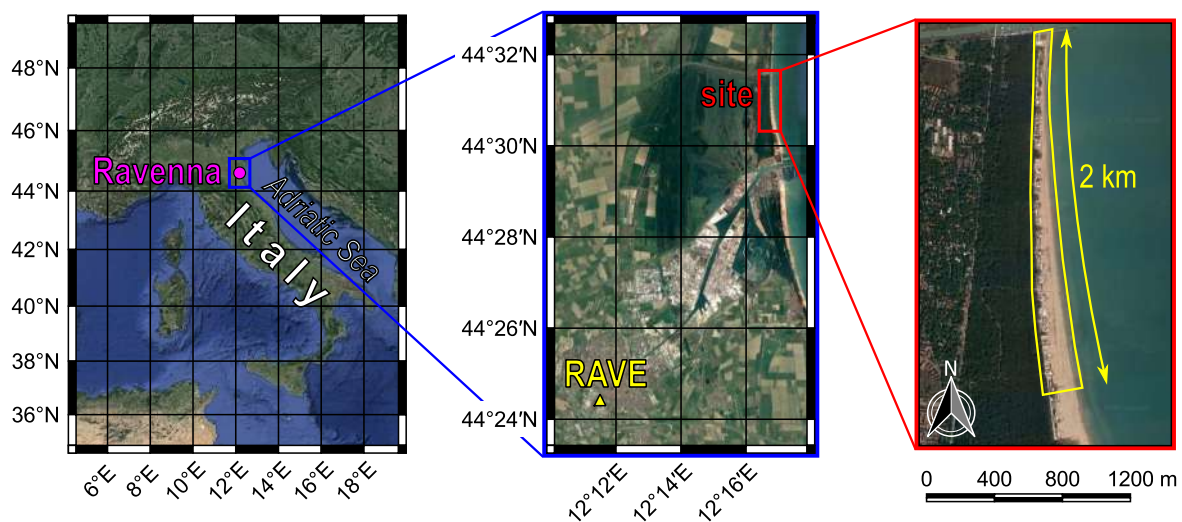 48°N
46°N
44°N
42°N
40°N
38°N
36°N
6°E
8°E
10°E
12°E
14°E
16°E
18°E
Ravenna
Adriatic Sea
Italy
44°32′N
44°30′N
44°28′N
44°26′N
44°24′N
12°12′E
12°14′E
12°16′E
site
RAVE
2 km
N
0 400 800 1200 m